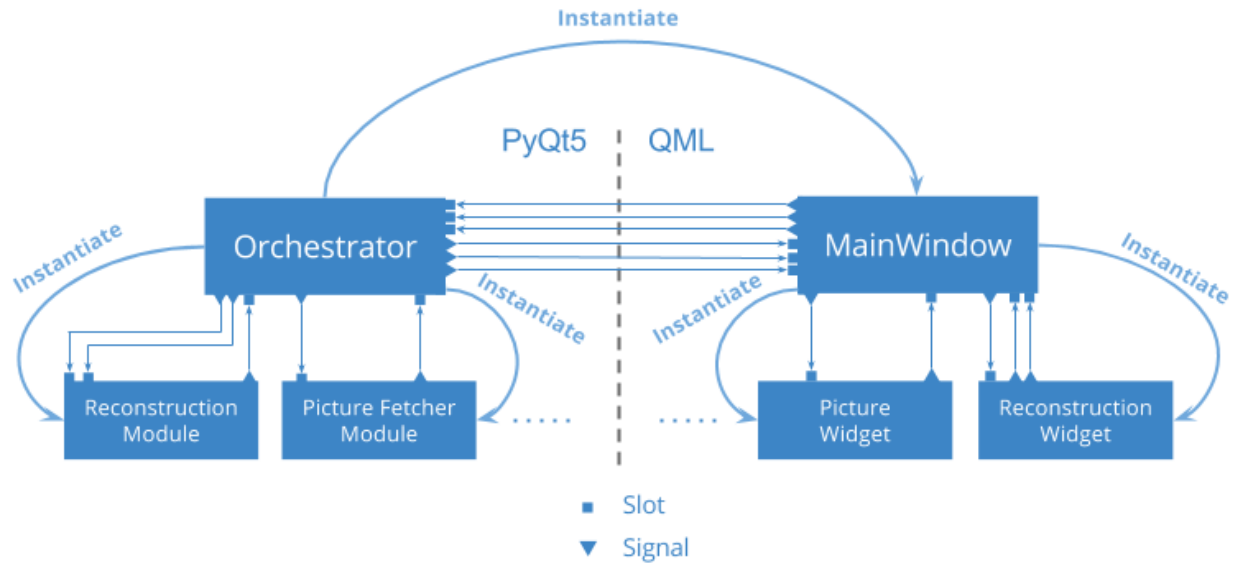 Instantiate
PyQt5
QML
Orchestrator
MainWindow
Instantiate
Instantiate
Instantiate
Instantiate
Reconstruction
Module
Picture Fetcher
Module
.....
.....
Picture
Widget
Reconstruction
Widget
Slot
Signal